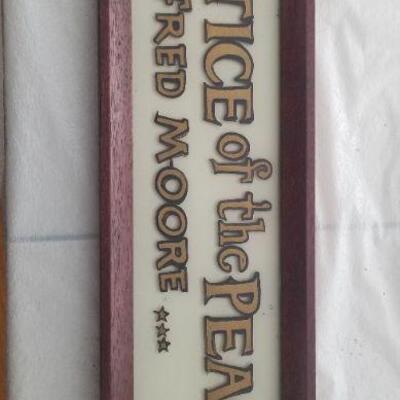 TICE of the PEA
FRED MOORE